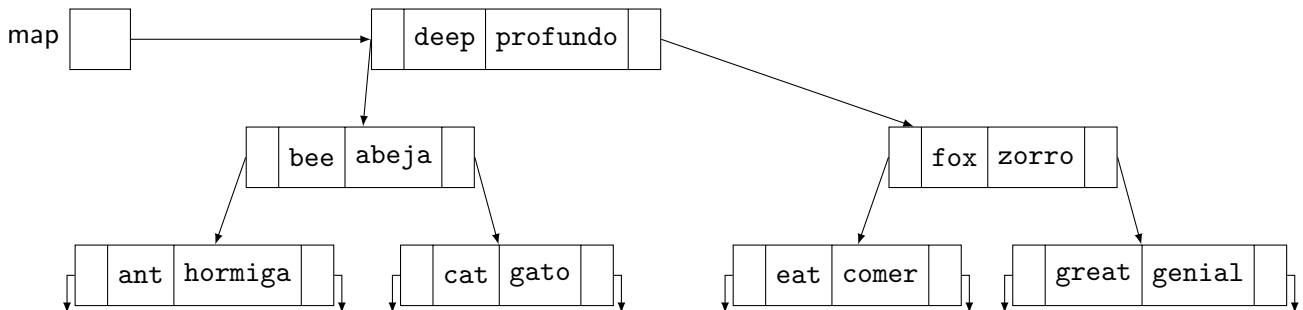 map deep profundo
bee abeja fox zorro
ant hormiga cat gato eat comer great genial